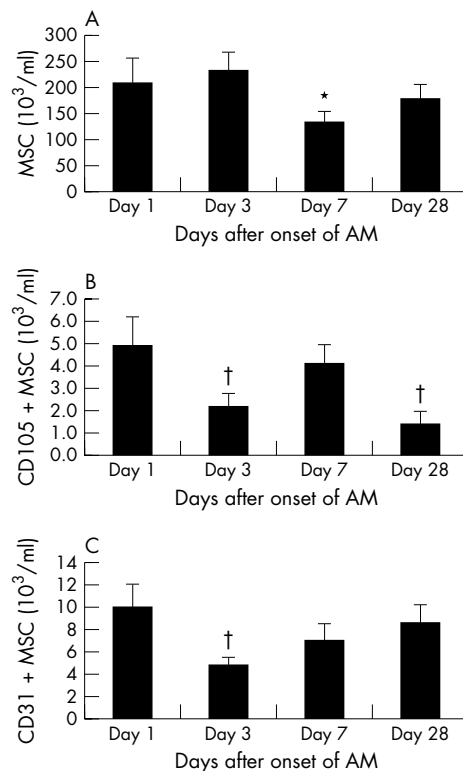 A
MSC (10³/ml)
300
250
200
150
100
50
0
★
Day 1 Day 3 Day 7 Day 28
Days after onset of AM
B
CD105 + MSC (10³/ml)
7.0
6.0
5.0
4.0
3.0
2.0
1.0
0.0
† †
Day 1 Day 3 Day 7 Day 28
Days after onset of AM
C
CD31 + MSC (10³/ml)
14
12
10
8
6
4
2
0
†
Day 1 Day 3 Day 7 Day 28
Days after onset of AM